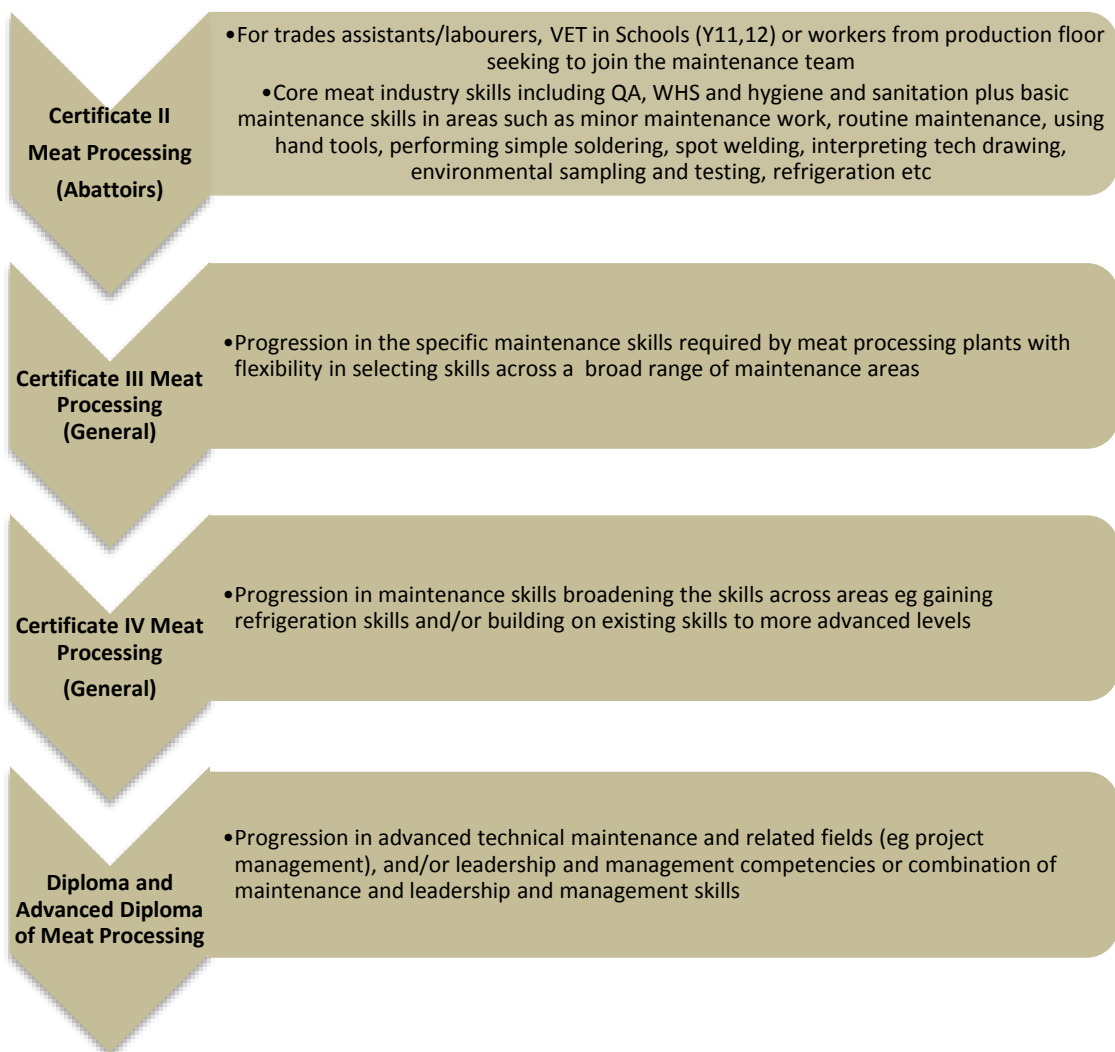 Certificate II
Meat Processing
(Abattoirs)
•For trades assistants/labourers, VET in Schools (Y11,12) or workers from production floor
seeking to join the maintenance team
•Core meat industry skills including QA, WHS and hygiene and sanitation plus basic
maintenance skills in areas such as minor maintenance work, routine maintenance, using
hand tools, performing simple soldering, spot welding, interpreting tech drawing,
environmental sampling and testing, refrigeration etc
Certificate III Meat
Processing
(General)
•Progression in the specific maintenance skills required by meat processing plants with
flexibility in selecting skills across a broad range of maintenance areas
Certificate IV Meat
Processing
(General)
•Progression in maintenance skills broadening the skills across areas eg gaining
refrigeration skills and/or building on existing skills to more advanced levels
Diploma and
Advanced Diploma
of Meat Processing
•Progression in advanced technical maintenance and related fields (eg project
management), and/or leadership and management competencies or combination of
maintenance and leadership and management skills